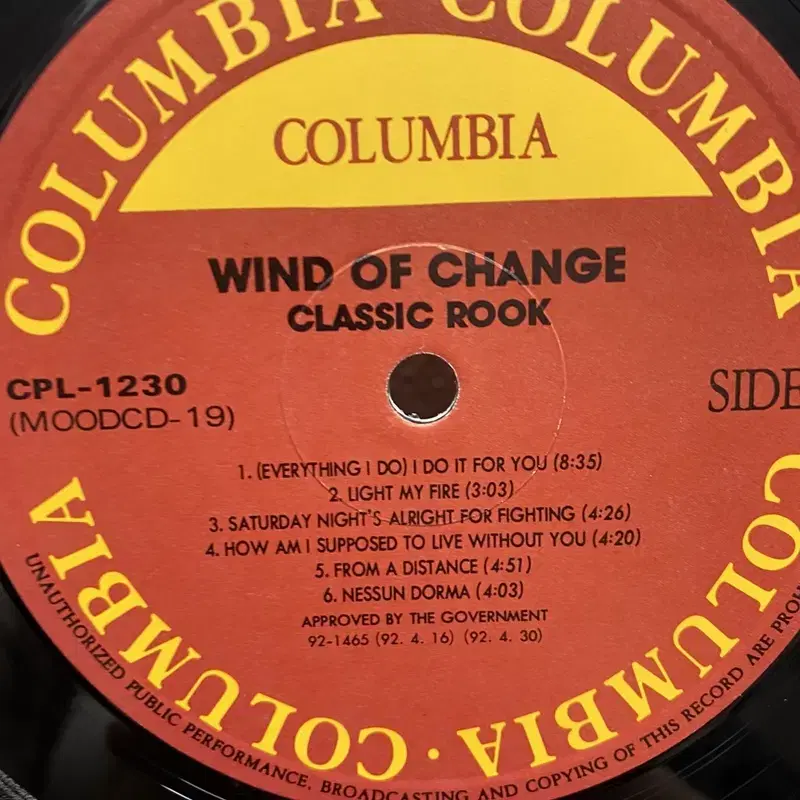 COLUMBIA COLUMBIA
COLUMBIA
WIND OF CHANGE
CLASSIC ROOK
CPL-1230
(MOODCD-19)
SIDE
1. (EVERYTHING I DO) I DO IT FOR YOU (8:35)
2. LIGHT MY FIRE (3:03)
3. SATURDAY NIGHT'S ALRIGHT FOR FIGHTING (4:26)
4. HOW AM I SUPPOSED TO LIVE WITHOUT YOU (4:20)
5. FROM A DISTANCE (4:51)
6. NESSUN DORMA (4:03)
APPROVED BY THE GOVERNMENT
92-1465 (92. 4. 16) (92. 4. 30)
COLUMBIA · COLUMBIA
UNAUTHORIZED PUBLIC PERFORMANCE, BROADCASTING AND COPYING OF THIS RECORD ARE